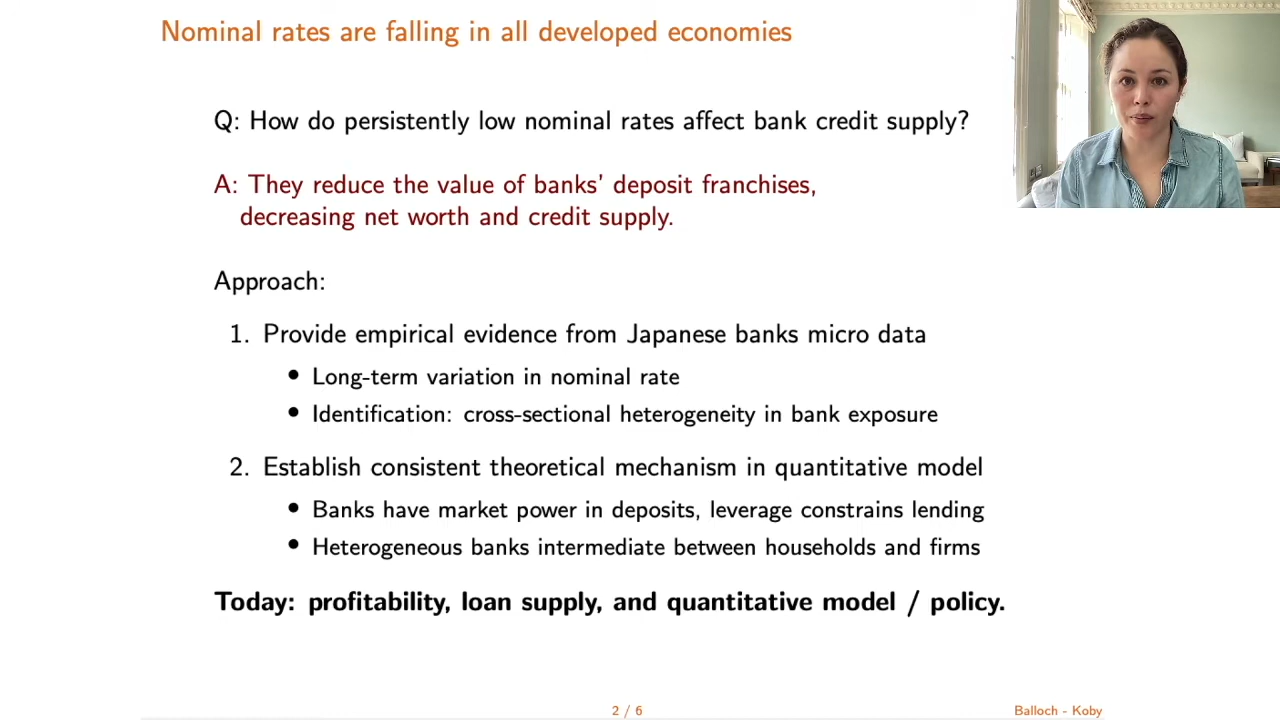 Nominal rates are falling in all developed economies
Q: How do persistently low nominal rates affect bank credit supply?
A: They reduce the value of banks' deposit franchises,
decreasing net worth and credit supply.
Approach:
1. Provide empirical evidence from Japanese banks micro data
• Long-term variation in nominal rate
• Identification: cross-sectional heterogeneity in bank exposure
2. Establish consistent theoretical mechanism in quantitative model
• Banks have market power in deposits, leverage constrains lending
• Heterogeneous banks intermediate between households and firms
Today: profitability, loan supply, and quantitative model / policy.
2 / 6
Balloch - Koby